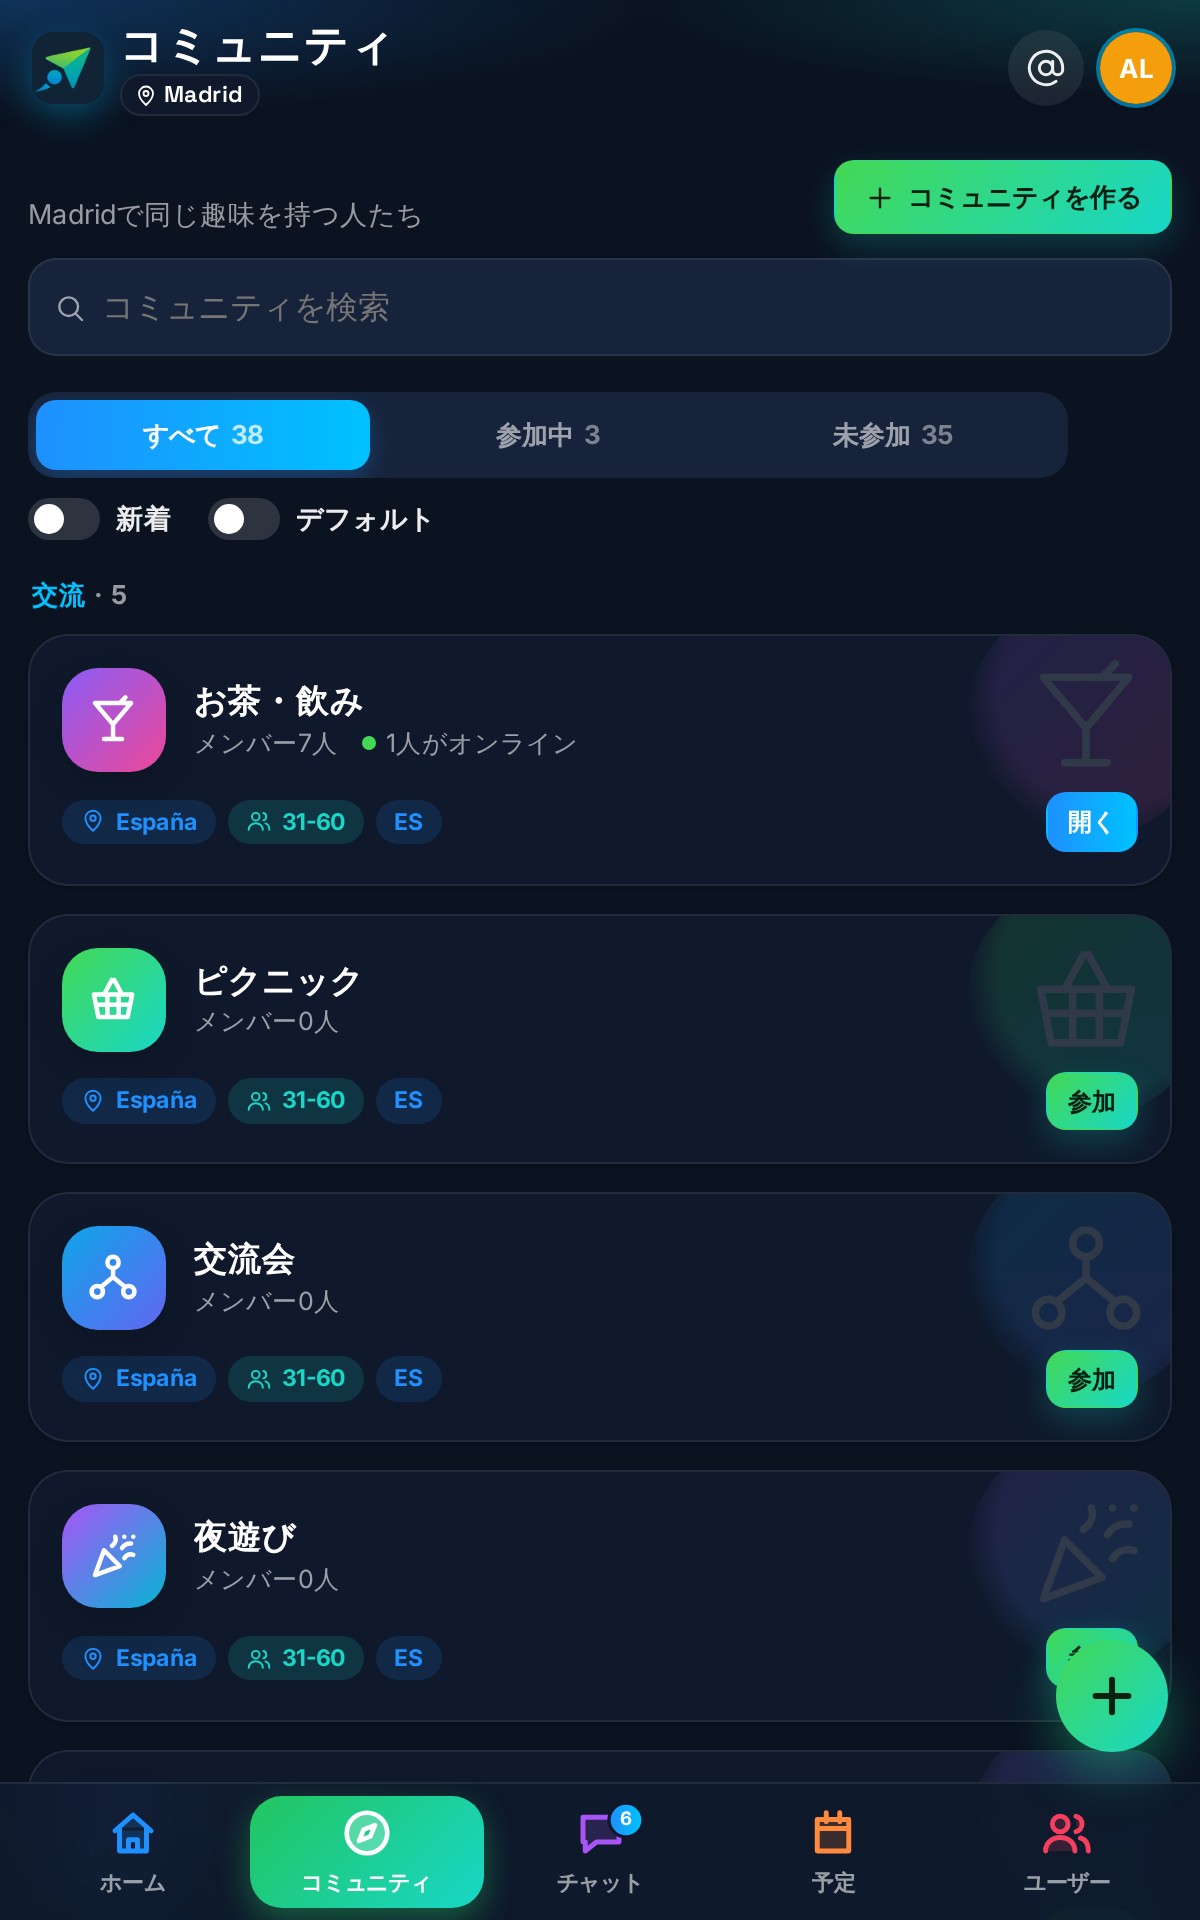 コミュニティ
Madrid
AL
Madridで同じ趣味を持つ人たち
コミュニティを作る
コミュニティを検索
すべて 38
参加中 3
未参加 35
新着
デフォルト
交流 · 5
お茶・飲み
メンバー7人 1人がオンライン
España 31-60 ES
開く
ピクニック
メンバー0人
España 31-60 ES
参加
交流会
メンバー0人
España 31-60 ES
参加
夜遊び
メンバー0人
España 31-60 ES
ホーム
コミュニティ
6
チャット
予定
ユーザー